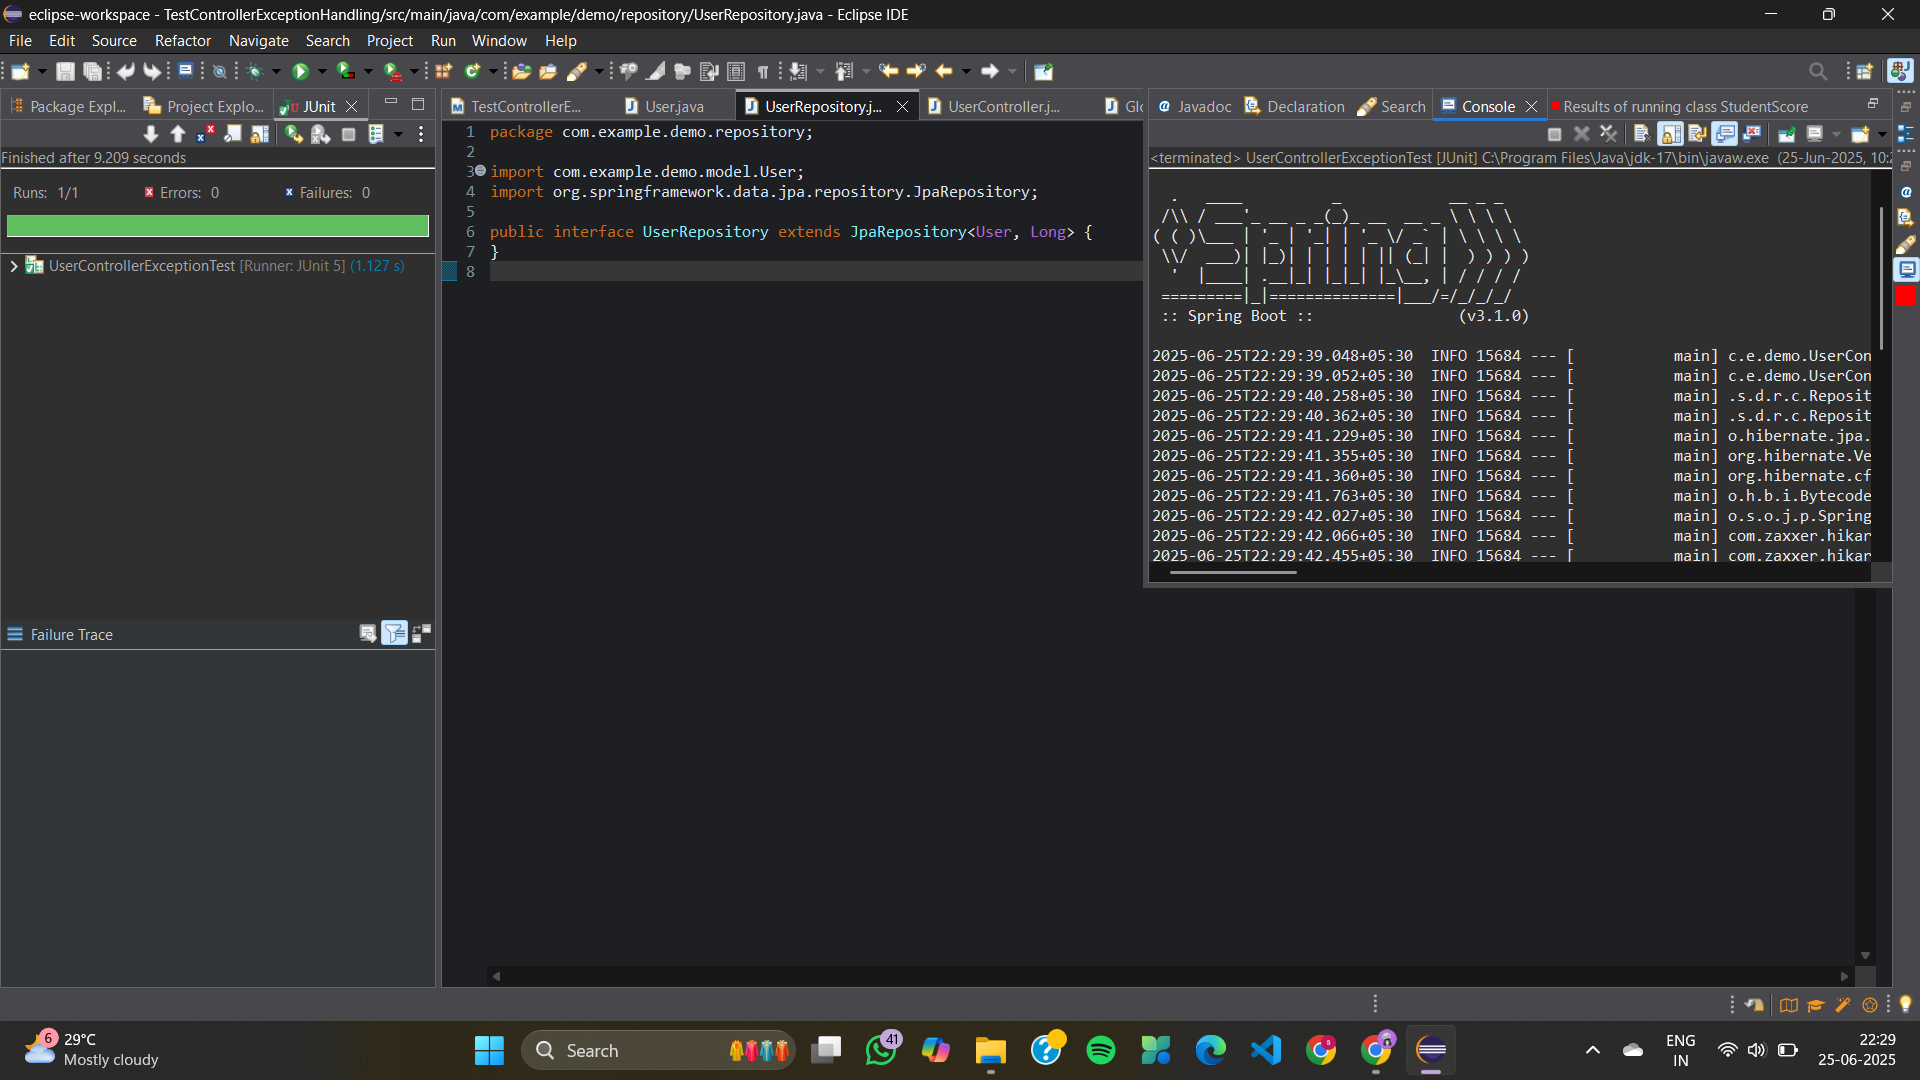 eclipse-workspace - TestControllerExceptionHandling/src/main/java/com/example/demo/repository/UserRepository.java - Eclipse IDE
File Edit Source Refactor Navigate Search Project Run Window Help
Package Expl...
Project Explo...
JUnit
Finished after 9.209 seconds
Runs: 1/1
Errors: 0
Failures: 0
UserControllerExceptionTest [Runner: JUnit 5] (1.127 s)
Failure Trace
TestControllerE...
User.java
UserRepository.j...
UserController.j...
Glo
1 package com.example.demo.repository;
2
3 import com.example.demo.model.User;
4 import org.springframework.data.jpa.repository.JpaRepository;
5
6 public interface UserRepository extends JpaRepository<User, Long> {
7 }
8
Javadoc
Declaration
Search
Console
Results of running class StudentScore
<terminated> UserControllerExceptionTest [JUnit] C:\Program Files\Java\jdk-17\bin\javaw.exe (25-Jun-2025, 10:2
:: Spring Boot :: (v3.1.0)
2025-06-25T22:29:39.048+05:30 INFO 15684 --- [ main] c.e.demo.UserCon
2025-06-25T22:29:39.052+05:30 INFO 15684 --- [ main] c.e.demo.UserCon
2025-06-25T22:29:40.258+05:30 INFO 15684 --- [ main] .s.d.r.c.Reposit
2025-06-25T22:29:40.362+05:30 INFO 15684 --- [ main] .s.d.r.c.Reposit
2025-06-25T22:29:41.229+05:30 INFO 15684 --- [ main] o.hibernate.jpa.
2025-06-25T22:29:41.355+05:30 INFO 15684 --- [ main] org.hibernate.Ve
2025-06-25T22:29:41.360+05:30 INFO 15684 --- [ main] org.hibernate.cf
2025-06-25T22:29:41.763+05:30 INFO 15684 --- [ main] o.h.b.i.Bytecode
2025-06-25T22:29:42.027+05:30 INFO 15684 --- [ main] o.s.o.j.p.Spring
2025-06-25T22:29:42.066+05:30 INFO 15684 --- [ main] com.zaxxer.hikar
2025-06-25T22:29:42.455+05:30 INFO 15684 --- [ main] com.zaxxer.hikar
6
29°C
Mostly cloudy
Search
41
ENG
IN
22:29
25-06-2025